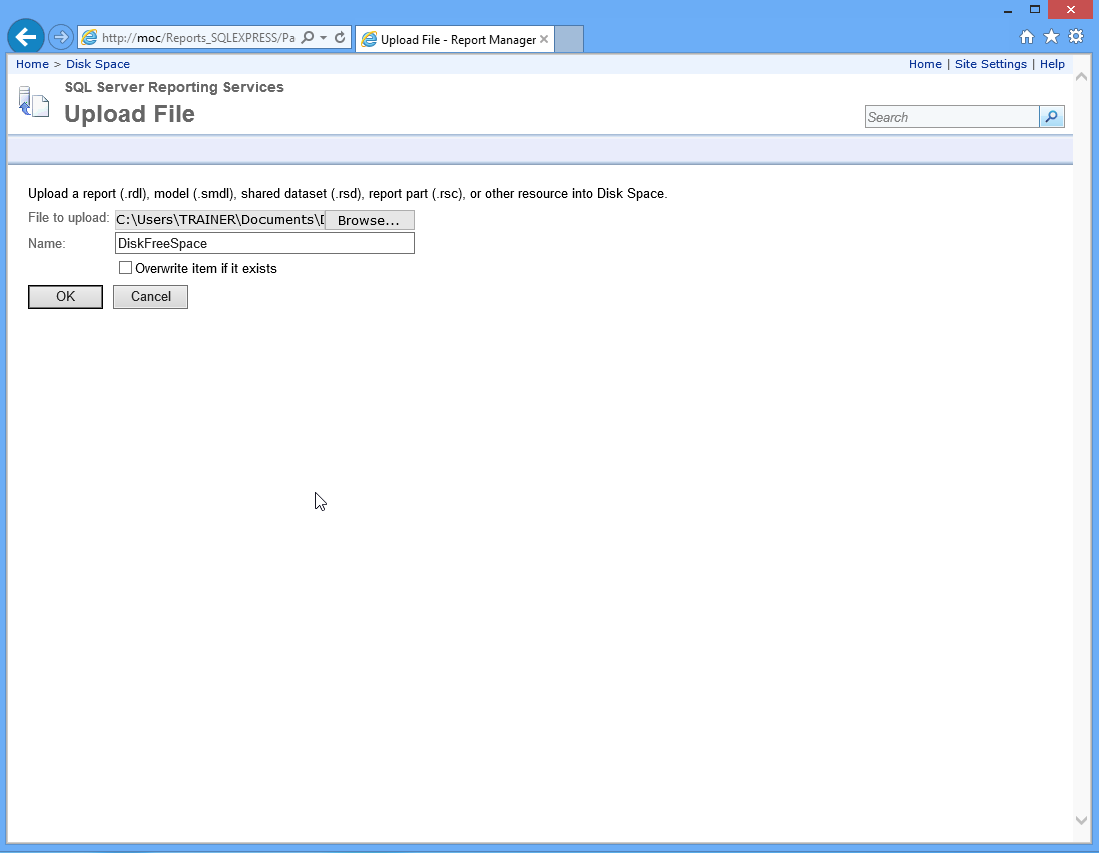 http://moc/Reports_SQLEXPRESS/Pa
Upload File - Report Manager
Home > Disk Space
Home | Site Settings | Help
SQL Server Reporting Services
Upload File
Search
Upload a report (.rdl), model (.smdl), shared dataset (.rsd), report part (.rsc), or other resource into Disk Space.
File to upload: C:\Users\TRAINER\Documents\D Browse...
Name: DiskFreeSpace
Overwrite item if it exists
OK Cancel